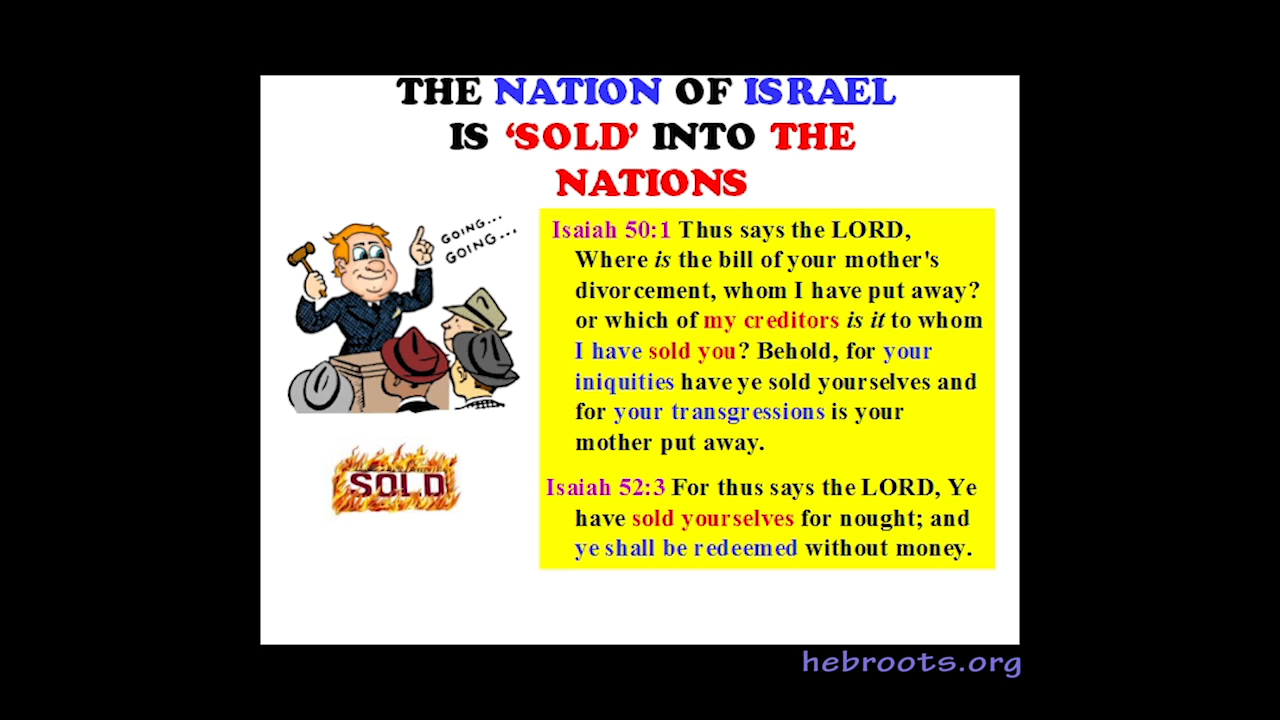 THE NATION OF ISRAEL
IS ‘SOLD’ INTO THE
NATIONS
GOING...
GOING...
Isaiah 50:1 Thus says the LORD,
Where is the bill of your mother's
divorcement, whom I have put away?
or which of my creditors is it to whom
I have sold you? Behold, for your
iniquities have ye sold yourselves and
for your transgressions is your
mother put away.
SOLD
Isaiah 52:3 For thus says the LORD, Ye
have sold yourselves for nought; and
ye shall be redeemed without money.
hebroots.org